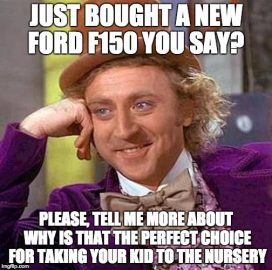 JUST BOUGHT A NEW
FORD F150 YOU SAY?
PLEASE, TELL ME MORE ABOUT
WHY IS THAT THE PERFECT CHOICE
FOR TAKING YOUR KID TO THE NURSERY
imgflip.com